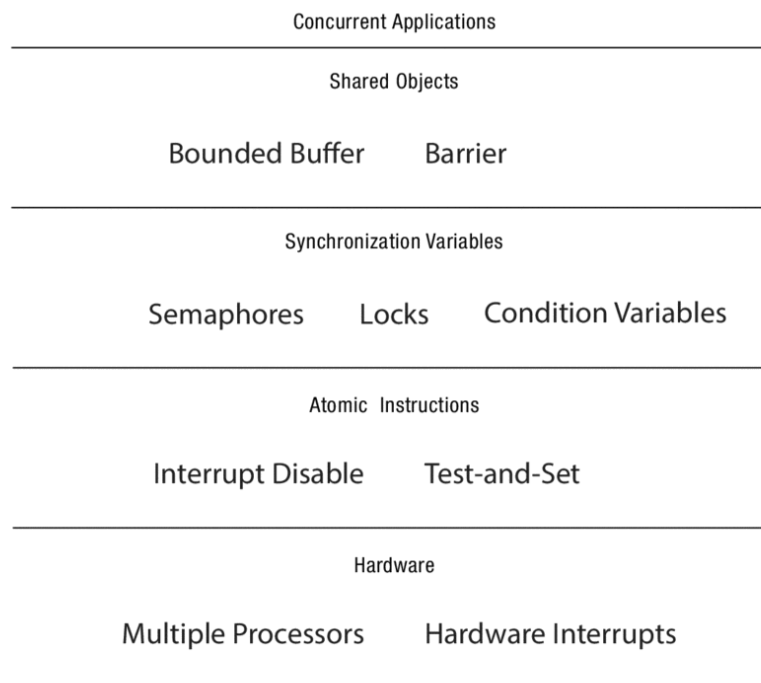 Concurrent Applications
Shared Objects
Bounded Buffer Barrier
Synchronization Variables
Semaphores Locks Condition Variables
Atomic Instructions
Interrupt Disable Test-and-Set
Hardware
Multiple Processors Hardware Interrupts